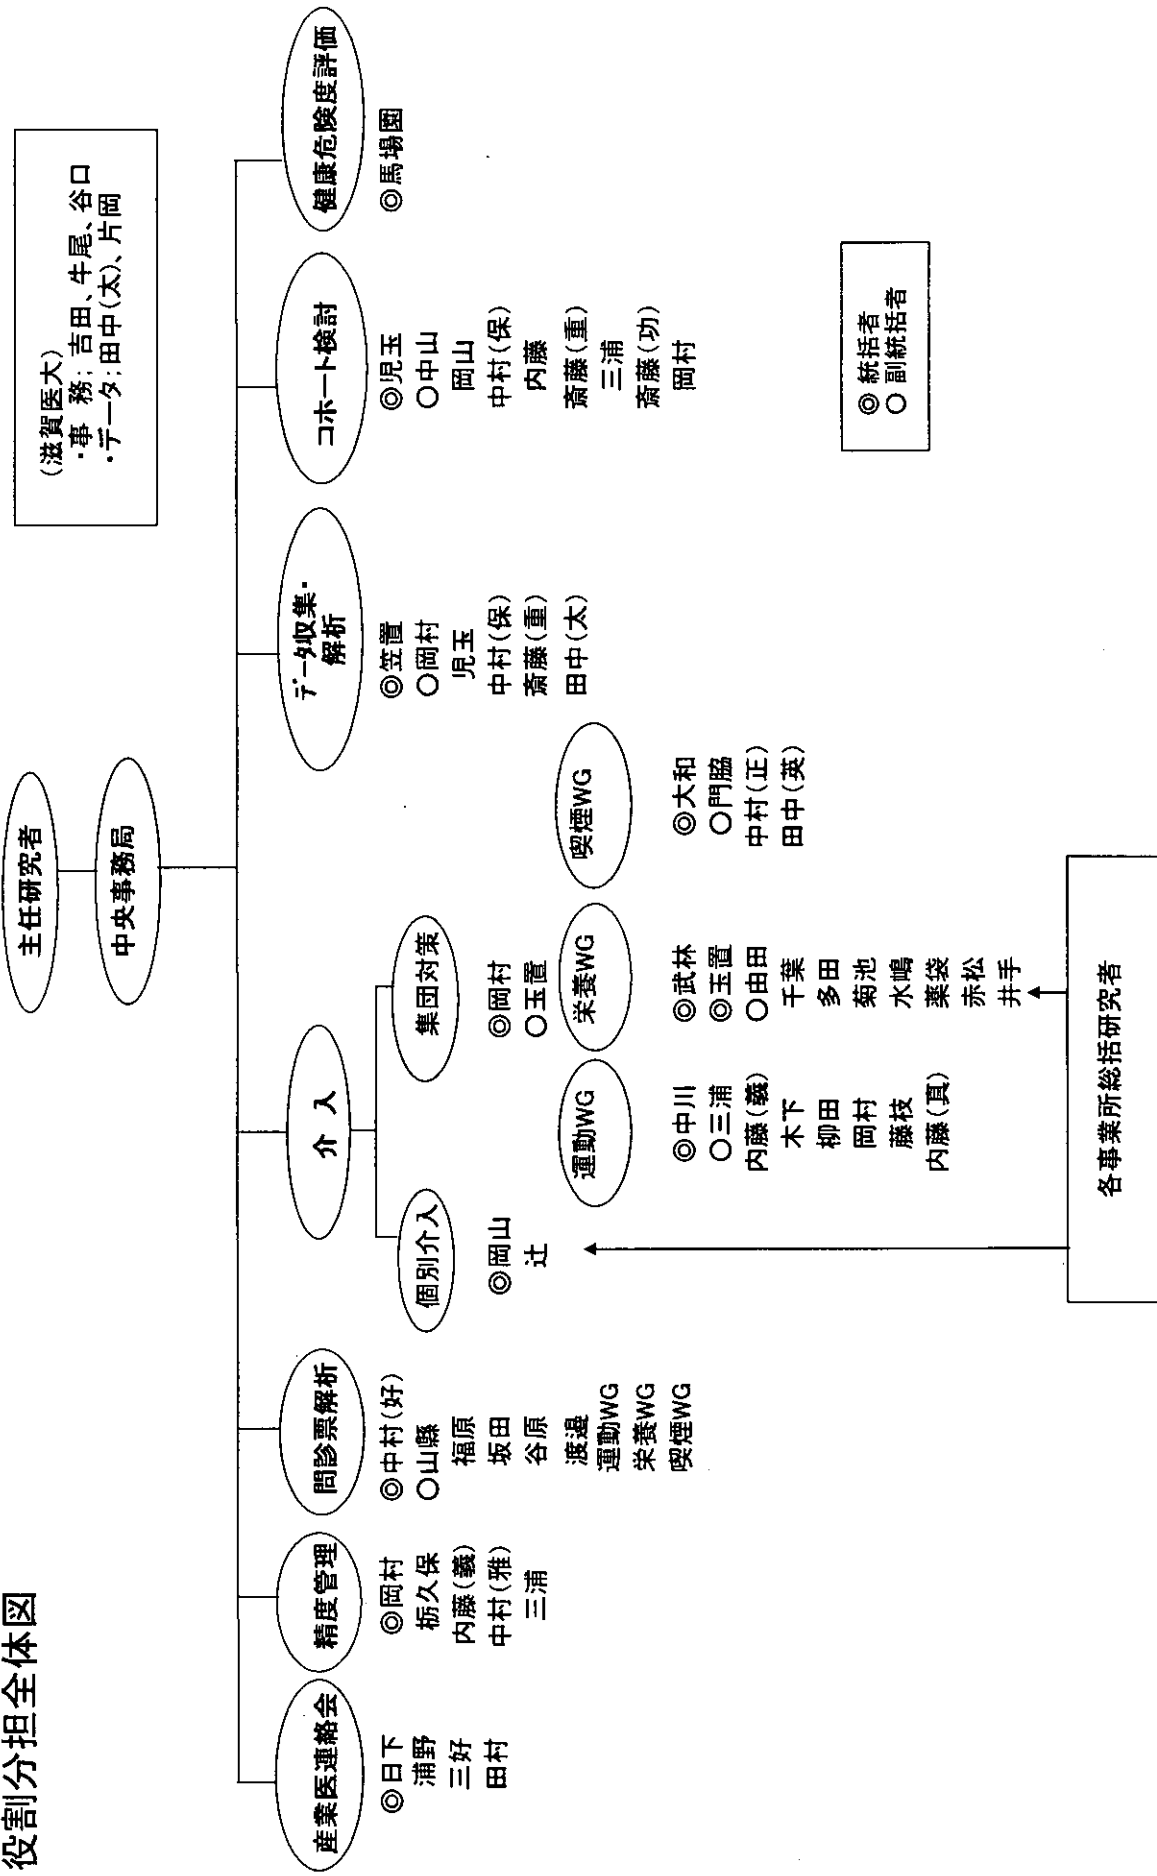 役割分担全体図
主任研究者
中央事務局
(滋賀医大)
・事 務; 吉田、牛尾、谷口
・データ;田中(太)、片岡
産業医連絡会
◎日下
浦野
三好
田村
精度管理
◎岡村
栃久保
内藤(義)
中村(雅)
三浦
問診票解析
◎中村(好)
○山縣
福原
坂田
谷原
渡邉
運動WG
栄養WG
喫煙WG
介 入
個別介入
◎岡山
辻
集団対策
◎岡村
○玉置
運動WG
◎中川
○三浦
内藤(義)
木下
柳田
岡村
藤枝
内藤(真)
栄養WG
◎武林
◎玉置
○由田
千葉
多田
菊池
水嶋
薬袋
赤松
井手
喫煙WG
◎大和
○門脇
中村(正)
田中(英)
データ収集・
解析
◎笠置
○岡村
児玉
中村(保)
斎藤(重)
田中(太)
コホート検討
◎児玉
○中山
岡山
中村(保)
内藤
斎藤(重)
三浦
斎藤(功)
岡村
健康危険度評価
◎馬場園
◎ 統括者
○ 副統括者
各事業所総括研究者